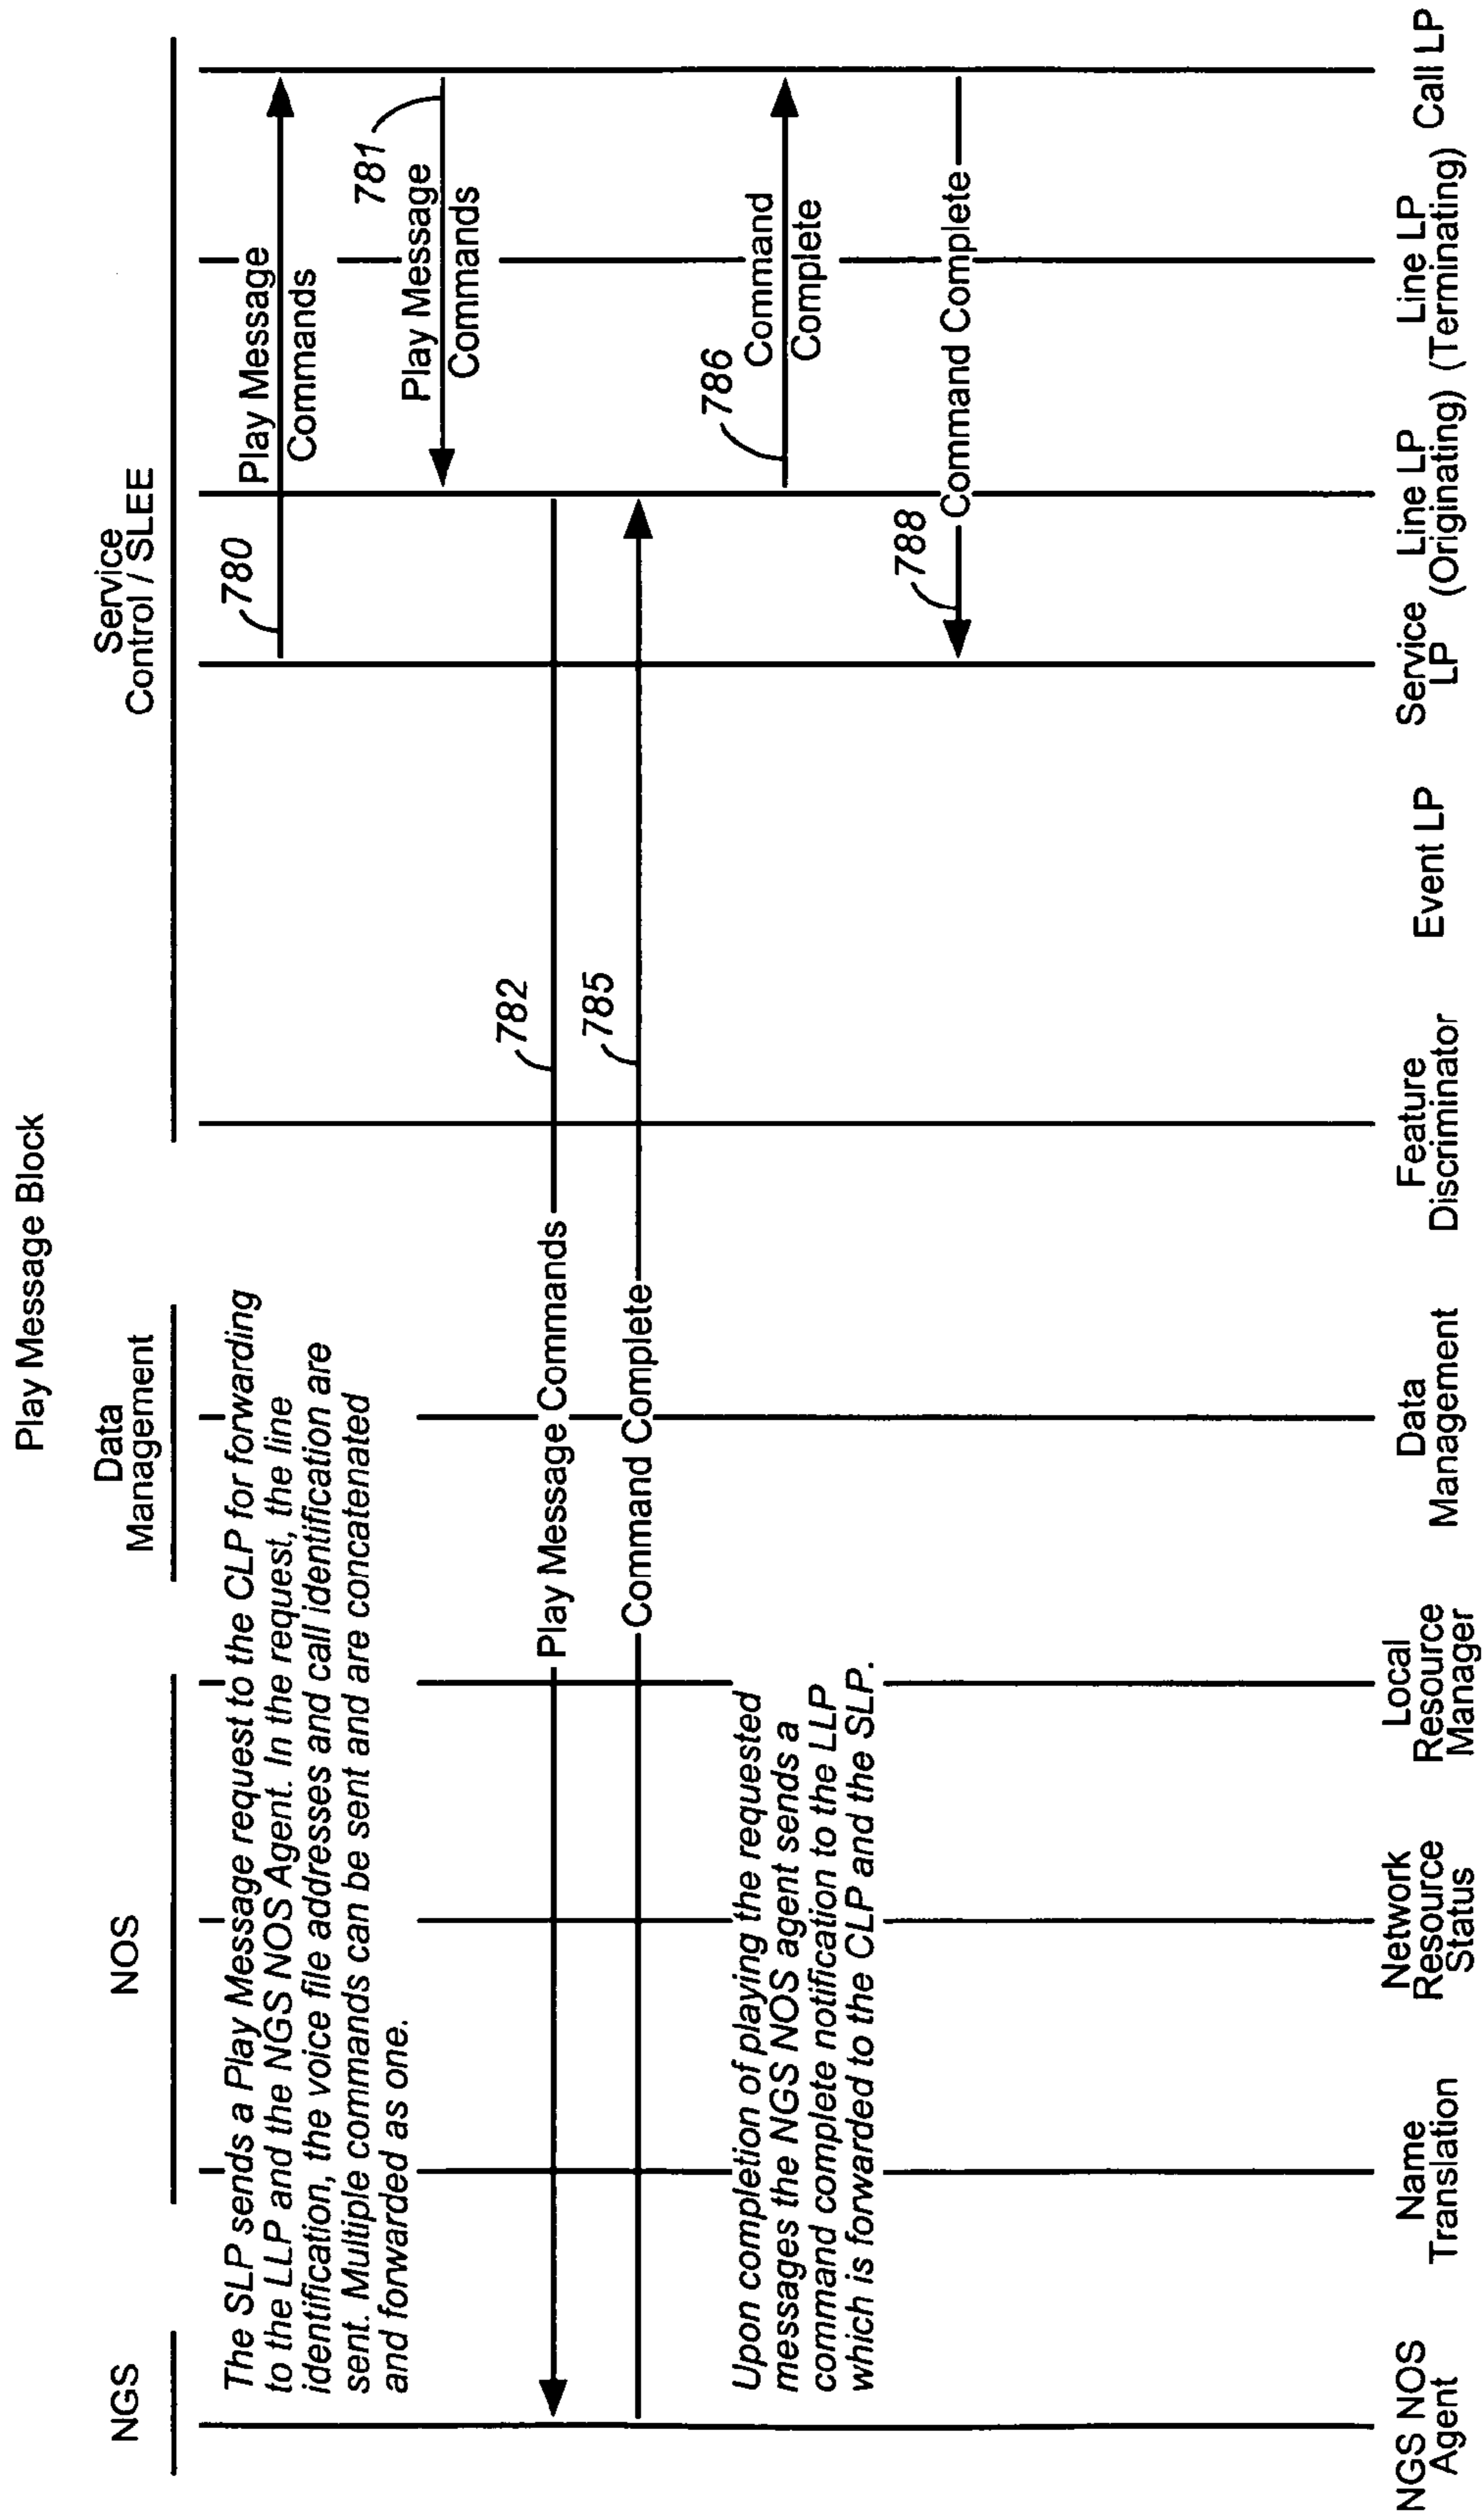 Play Message Block
NGS
NOS
Data
Management
Service
Control / SLEE
The SLP sends a Play Message request to the CLP for forwarding
to the LLP and the NGS NOS Agent. In the request, the line
identification, the voice file addresses and call identification are
sent. Multiple commands can be sent and are concatenated
and forwarded as one.
780
Play Message
Commands
781
Play Message
Commands
782
Play Message Commands
785
Command Complete
Upon completion of playing the requested
messages the NGS NOS agent sends a
command complete notification to the LLP
which is forwarded to the CLP and the SLP.
786
Command
Complete
788
Command Complete
NGS NOS
Agent
Name
Translation
Network
Resource
Status
Local
Resource
Manager
Data
Management
Feature
Discriminator
Event LP
Service
LP
Line LP
(Originating)
Line LP
(Terminating)
Call LP